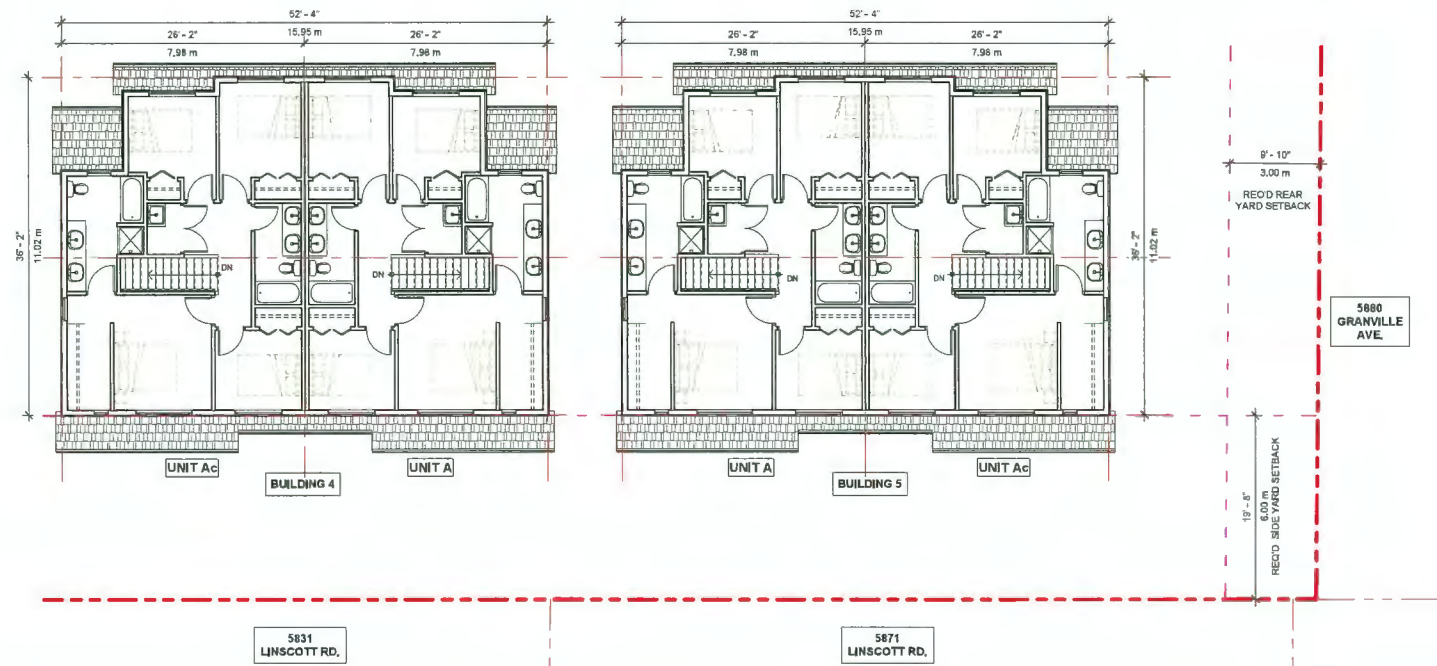 52' - 4"
15.95 m
26' - 2"
7.98 m
26' - 2"
7.98 m
52' - 4"
15.95 m
26' - 2"
7.98 m
26' - 2"
7.98 m
36' - 2"
11.02 m
DN
DN
36' - 2"
11.02 m
DN
DN
9' - 10"
3.00 m
REQ'D REAR
YARD SETBACK
5880
GRANVILLE
AVE.
19' - 8"
6.00 m
REQ'D SIDE YARD SETBACK
UNIT Ac
UNIT A
BUILDING 4
UNIT A
UNIT Ac
BUILDING 5
5831
LINSCOTT RD.
5871
LINSCOTT RD.